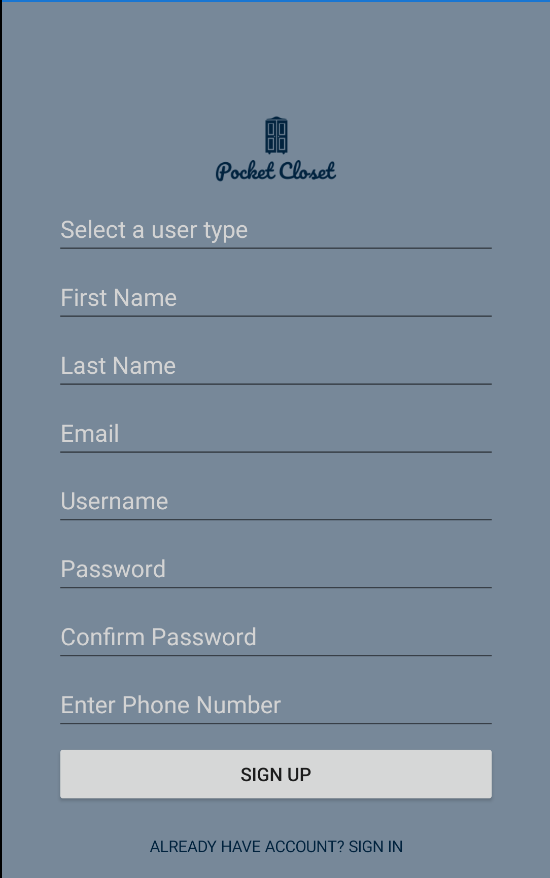 Pocket Closet
Select a user type
First Name
Last Name
Email
Username
Password
Confirm Password
Enter Phone Number
SIGN UP
ALREADY HAVE ACCOUNT? SIGN IN